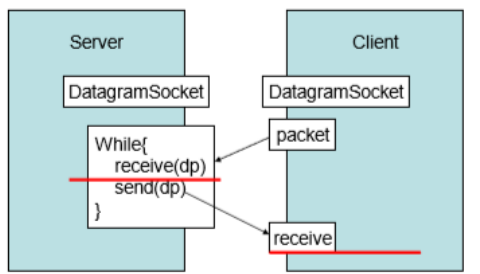 Server
Client
DatagramSocket
DatagramSocket
packet
While{
receive(dp)
send(dp)
}
receive